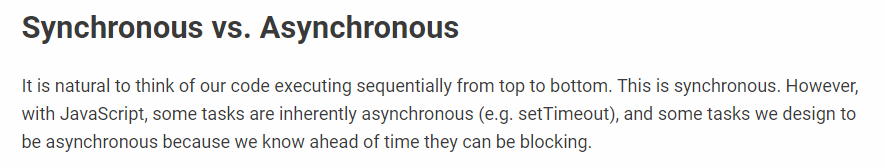 Synchronous vs. Asynchronous
It is natural to think of our code executing sequentially from top to bottom. This is synchronous. However,
with JavaScript, some tasks are inherently asynchronous (e.g. setTimeout), and some tasks we design to
be asynchronous because we know ahead of time they can be blocking.